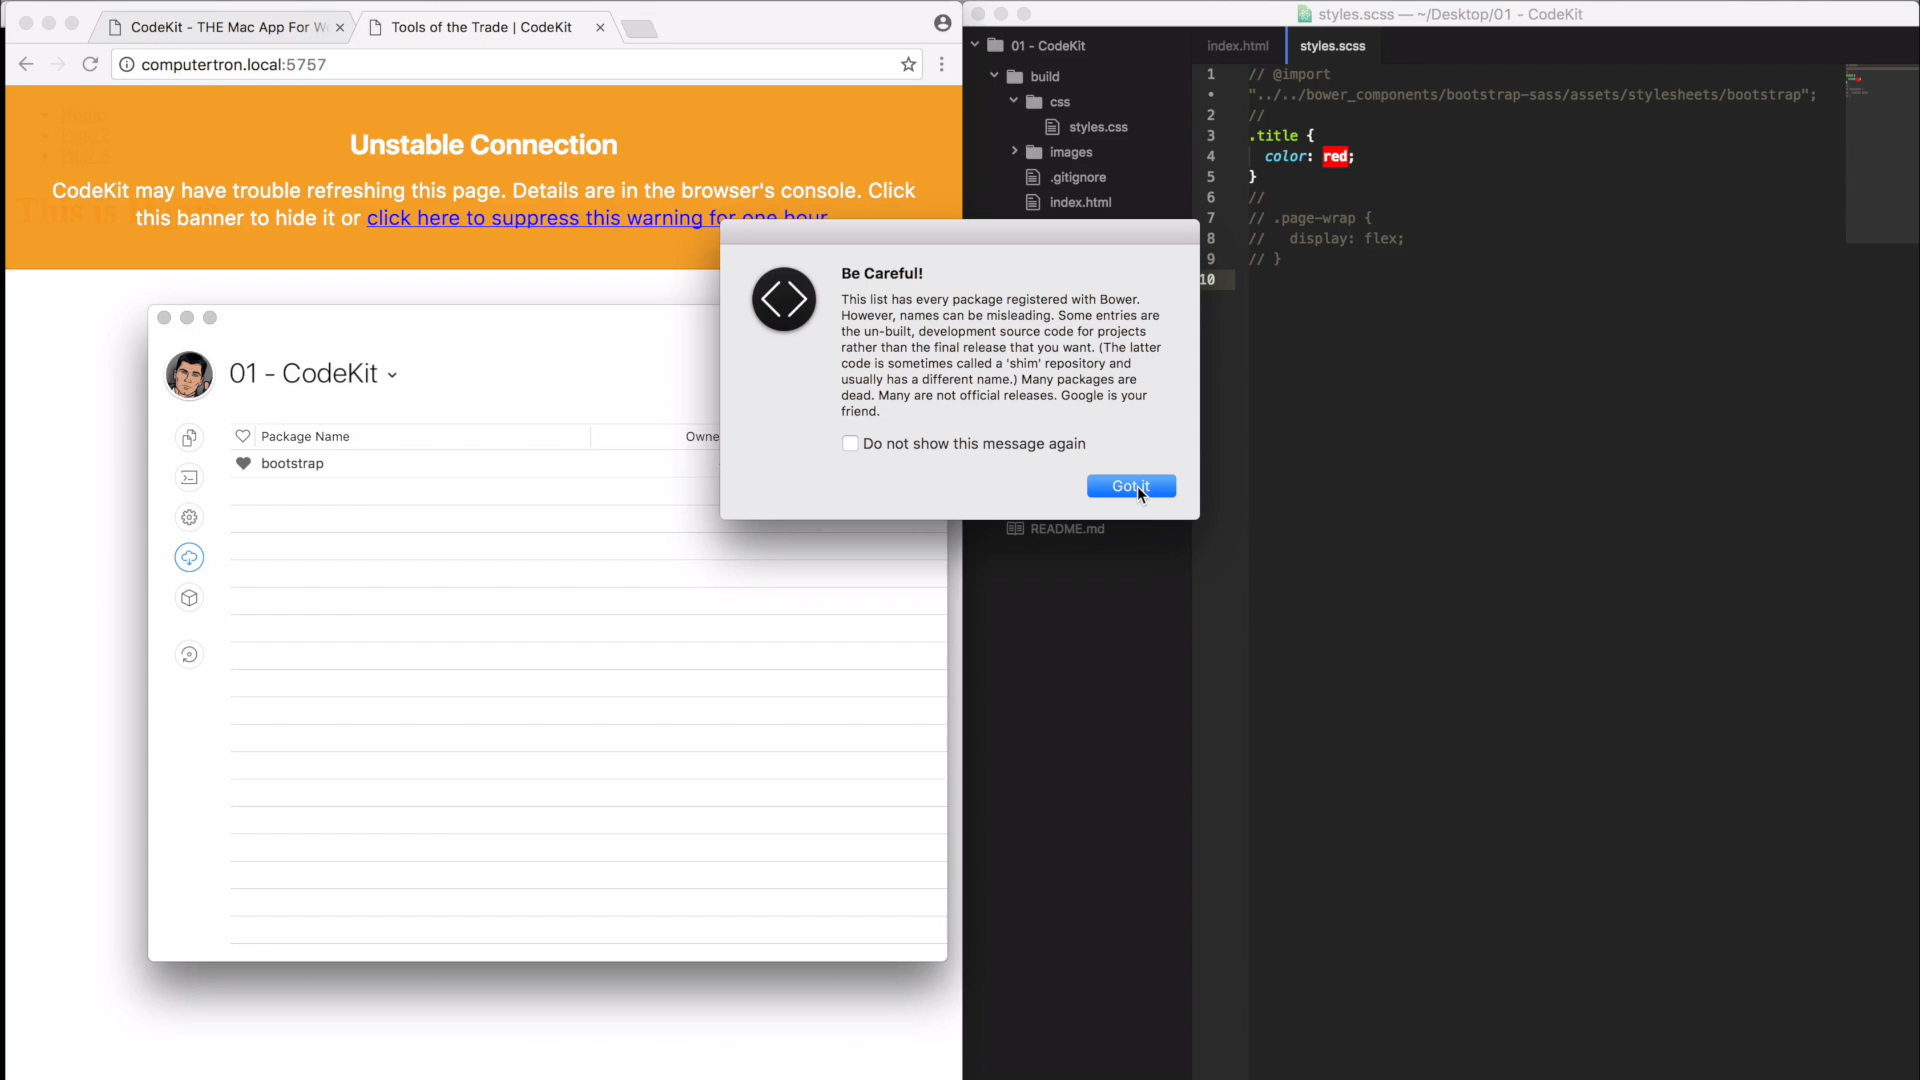 CodeKit - THE Mac App For W
Tools of the Trade | CodeKit
computertron.local:5757
Home
Page 2
Unstable Connection
CodeKit may have trouble refreshing this page. Details are in the browser's console. Click
this banner to hide it or click here to suppress this warning for one hour
This is
01 - CodeKit
Package Name
Owne
bootstrap
Be Careful!
This list has every package registered with Bower.
However, names can be misleading. Some entries are
the un-built, development source code for projects
rather than the final release that you want. (The latter
code is sometimes called a 'shim' repository and
usually has a different name.) Many packages are
dead. Many are not official releases. Google is your
friend.
Do not show this message again
Got it
styles.scss — ~/Desktop/01 - CodeKit
01 - CodeKit
build
css
styles.css
images
.gitignore
index.html
README.md
index.html
styles.scss
1 // @import
• "../../bower_components/bootstrap-sass/assets/stylesheets/bootstrap";
2 //
3 .title {
4 color: red;
5 }
6 //
7 // .page-wrap {
8 // display: flex;
9 // }
10